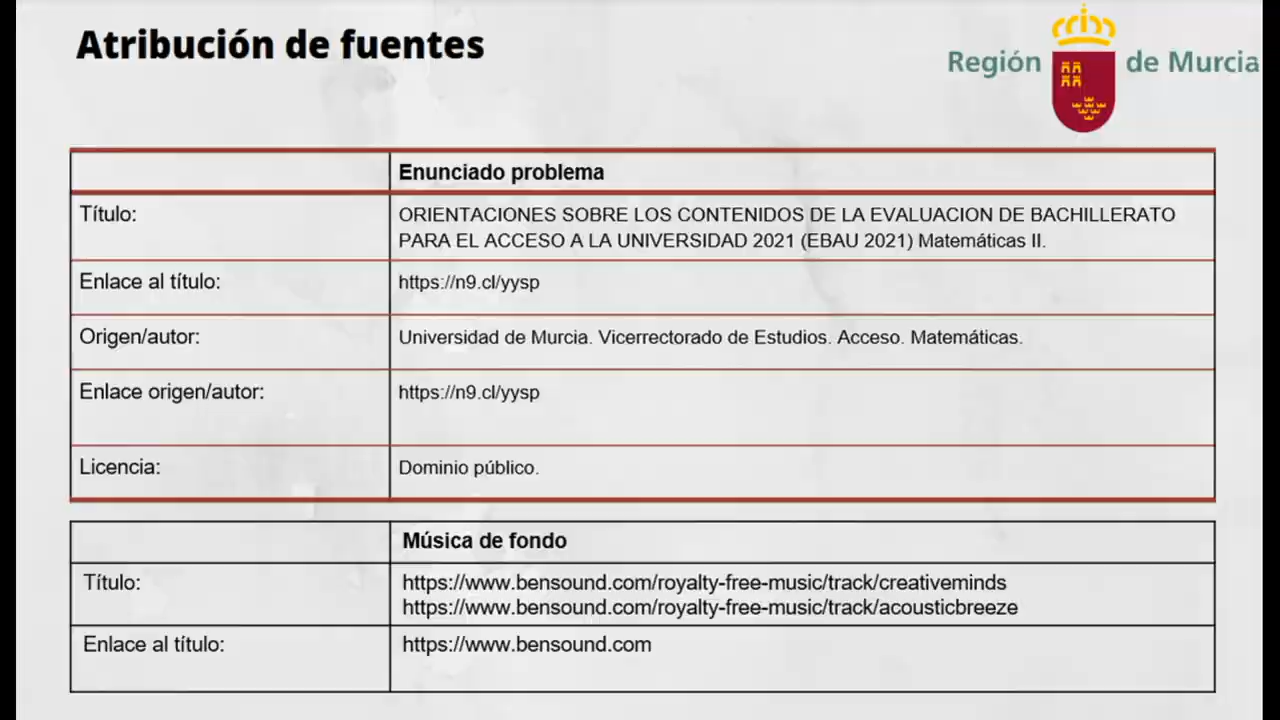 Atribución de fuentes
Región de Murcia
Enunciado problema
Título:
ORIENTACIONES SOBRE LOS CONTENIDOS DE LA EVALUACION DE BACHILLERATO
PARA EL ACCESO A LA UNIVERSIDAD 2021 (EBAU 2021) Matemáticas II.
Enlace al título:
https://n9.cl/yysp
Origen/autor:
Universidad de Murcia. Vicerrectorado de Estudios. Acceso. Matemáticas.
Enlace origen/autor:
https://n9.cl/yysp
Licencia:
Dominio público.
Música de fondo
Título:
https://www.bensound.com/royalty-free-music/track/creativeminds
https://www.bensound.com/royalty-free-music/track/acousticbreeze
Enlace al título:
https://www.bensound.com